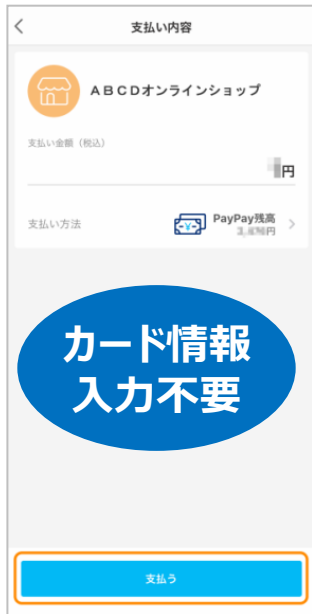 支払い内容
ABCDオンラインショップ
支払い金額（税込）
円
支払い方法
PayPay残高
円
カード情報
入力不要
支払う